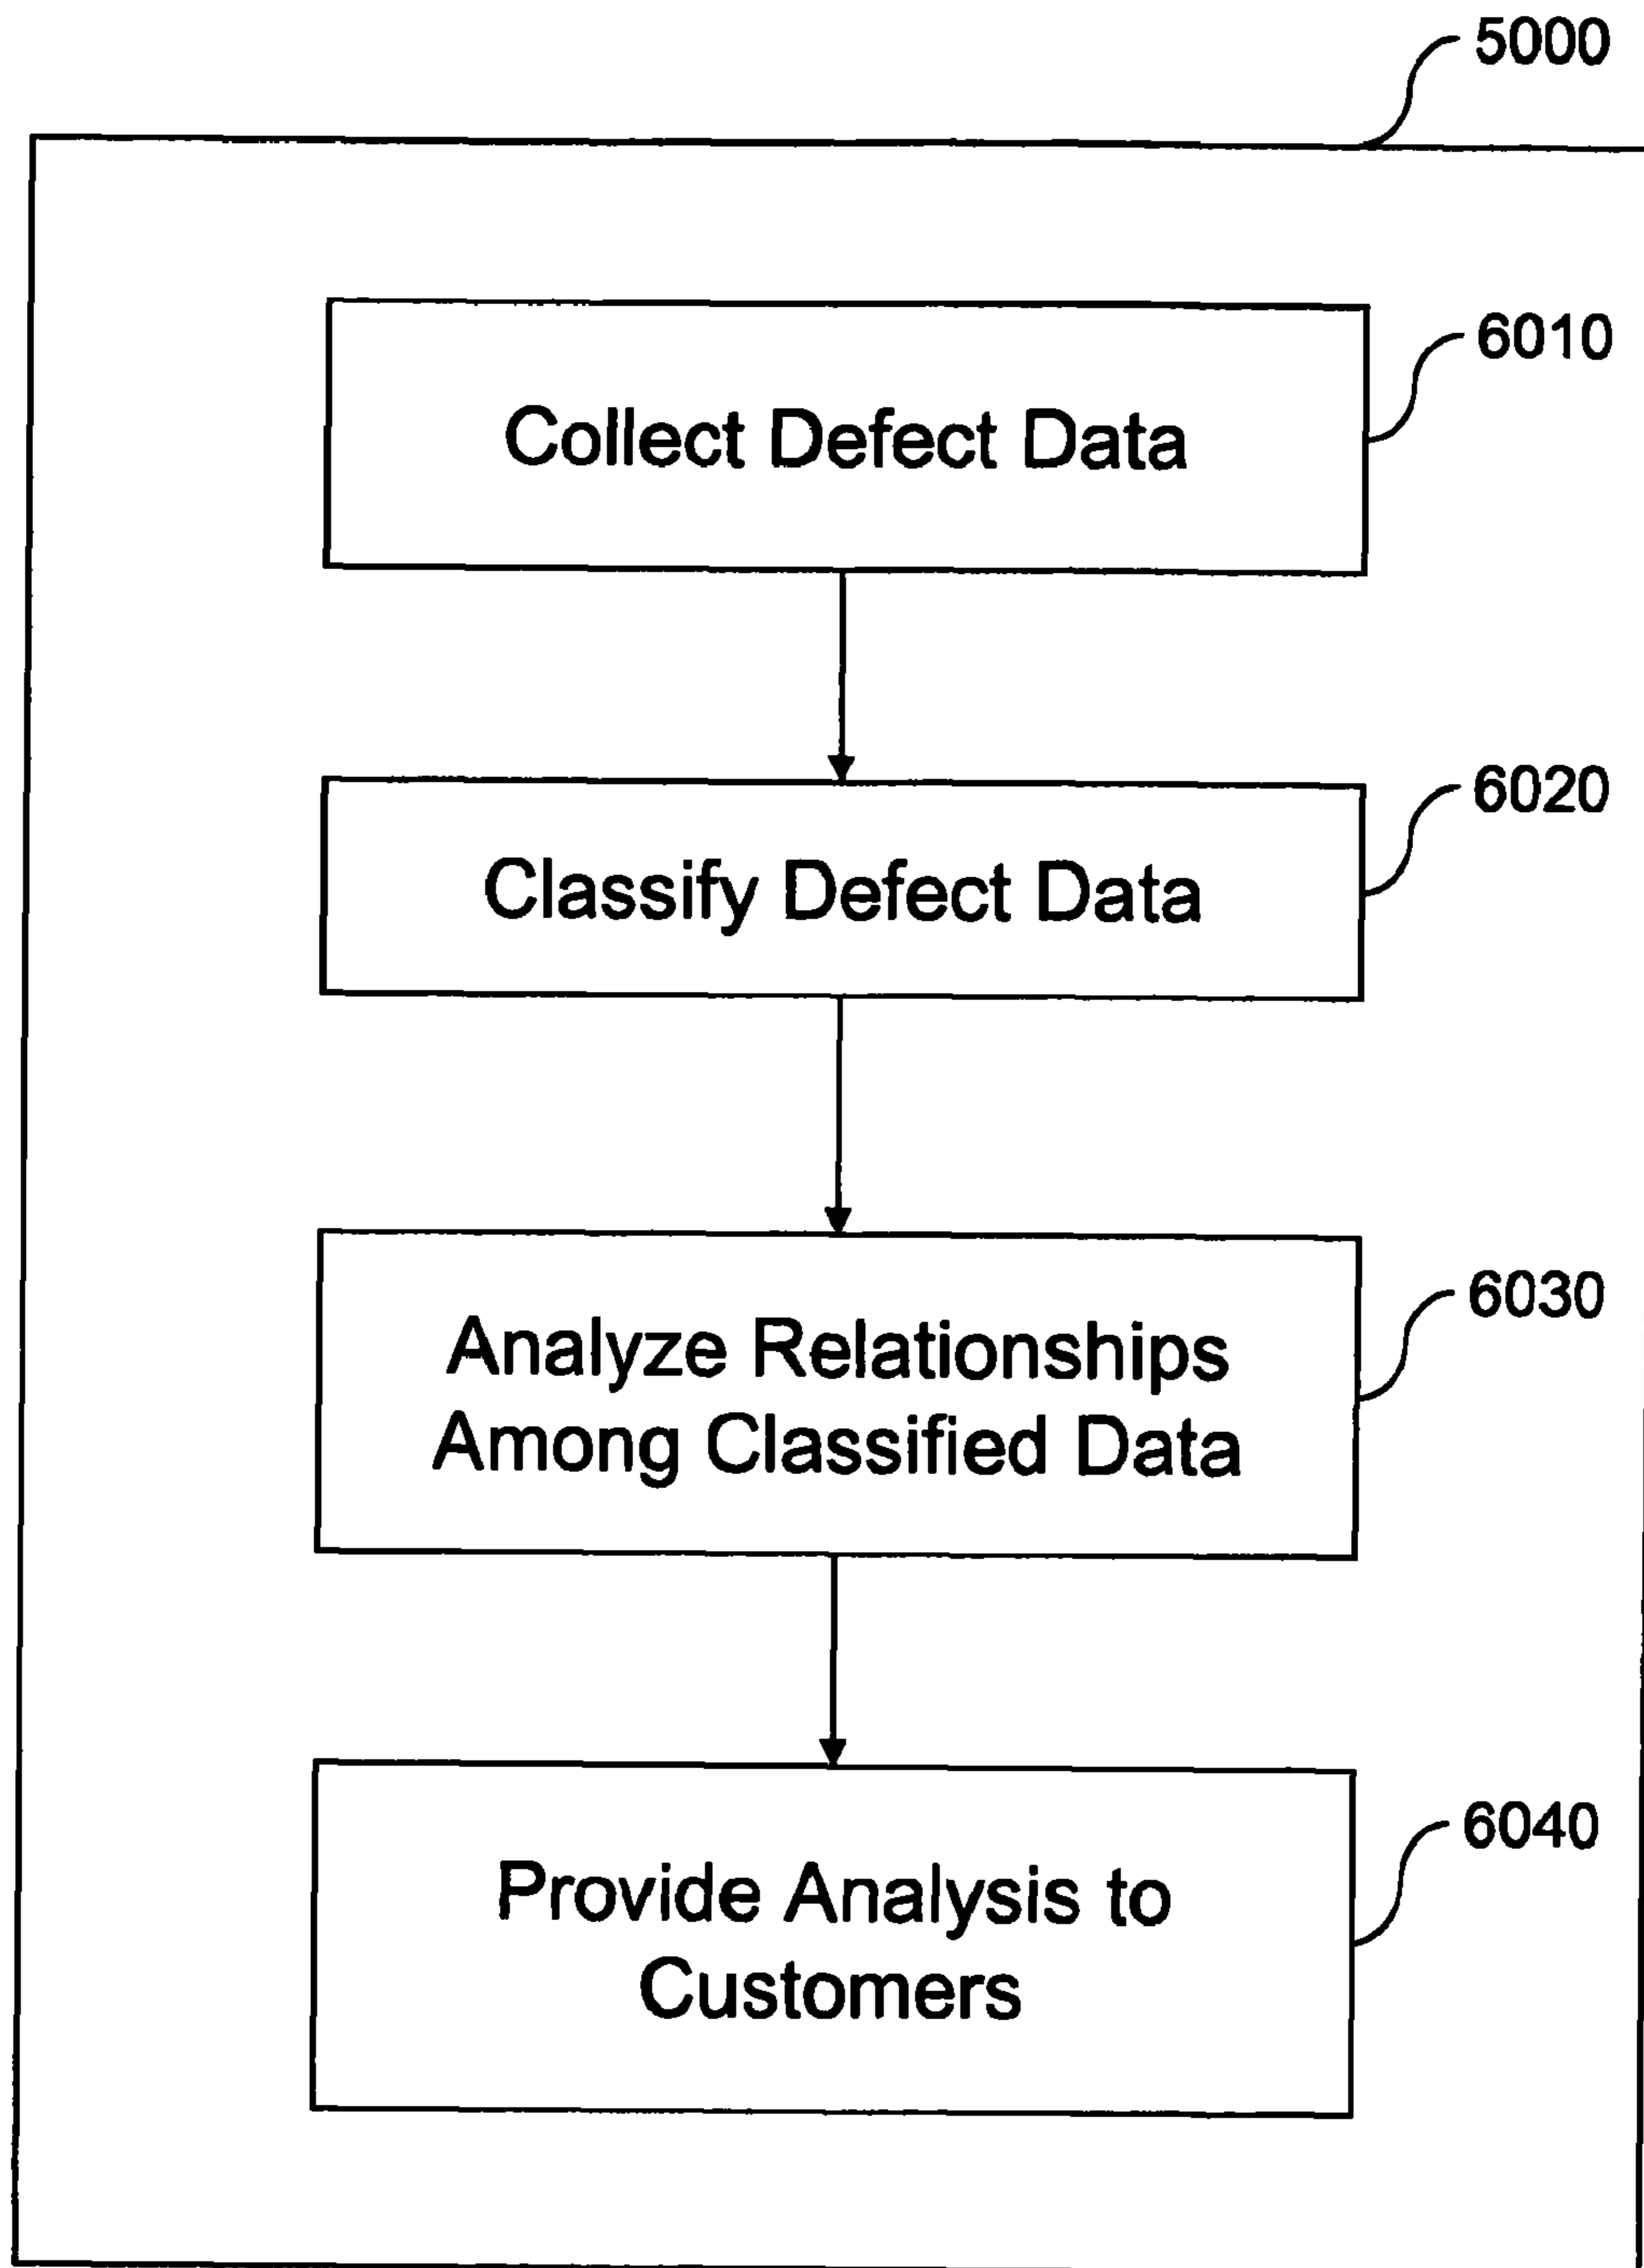 5000
6010
Collect Defect Data
6020
Classify Defect Data
6030
Analyze Relationships
Among Classified Data
6040
Provide Analysis to
Customers